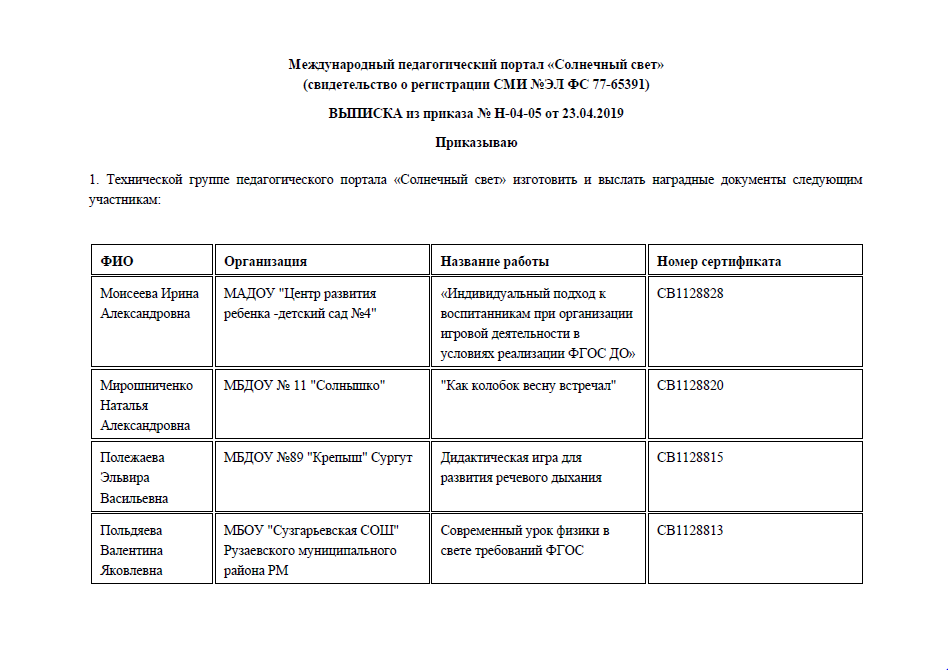 Международный педагогический портал «Солнечный свет»
(свидетельство о регистрации СМИ №ЭЛ ФС 77-65391)
ВЫПИСКА из приказа № Н-04-05 от 23.04.2019
Приказываю
1. Технической группе педагогического портала «Солнечный свет» изготовить и выслать наградные документы следующим
участникам:
ФИО Организация Название работы Номер сертификата
Моисеева Ирина МАДОУ "Центр развития «Индивидуальный подход к СВ1128828
Александровна ребенка -детский сад №4" воспитанникам при организации
игровой деятельности в
условиях реализации ФГОС ДО»
Мирошниченко МБДОУ № 11 "Солнышко" "Как колобок весну встречал" СВ1128820
Наталья
Александровна
Полежаева МБДОУ №89 "Крепыш" Сургут Дидактическая игра для СВ1128815
Эльвира развития речевого дыхания
Васильевна
Польдяева МБОУ "Сузгарьевская СОШ" Современный урок физики в СВ1128813
Валентина Рузаевского муниципального свете требований ФГОС
Яковлевна района РМ